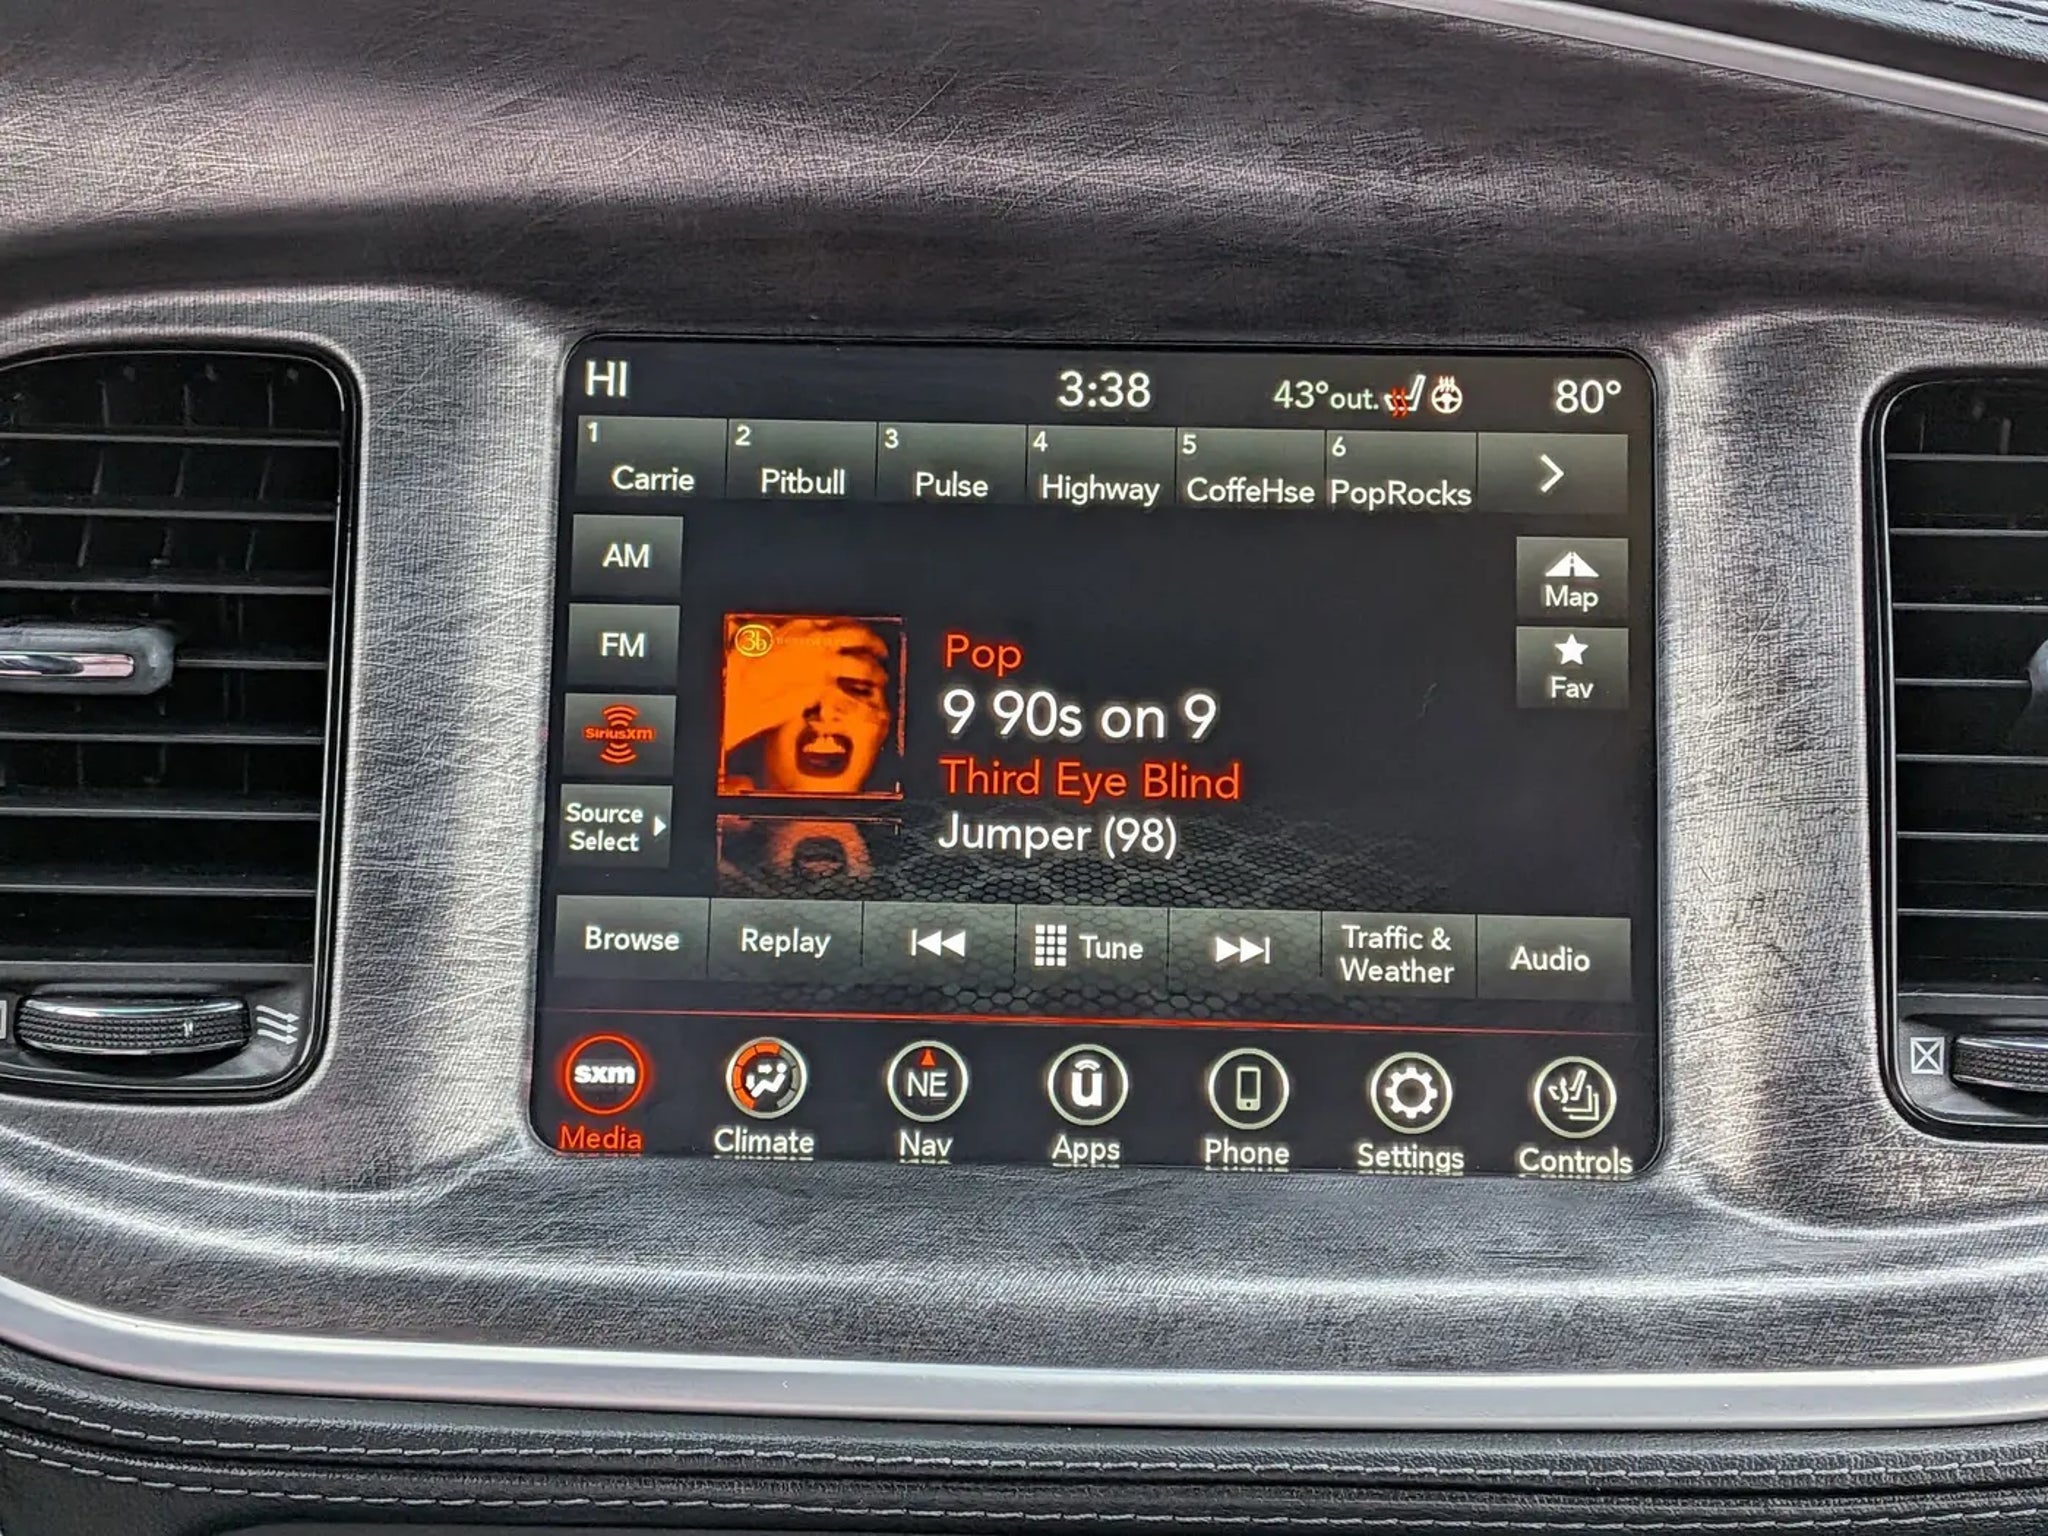 HI 3:38 43°out. 80°
1 2 3 4 5 6
Carrie Pitbull Pulse Highway CoffeHse PopRocks
AM
FM
SiriusXM
Source
Select
Map
Fav
3b
Pop
9 90s on 9
Third Eye Blind
Jumper (98)
Browse Replay Tune Traffic &
Weather Audio
sxm NE u
Media Climate Nav Apps Phone Settings Controls